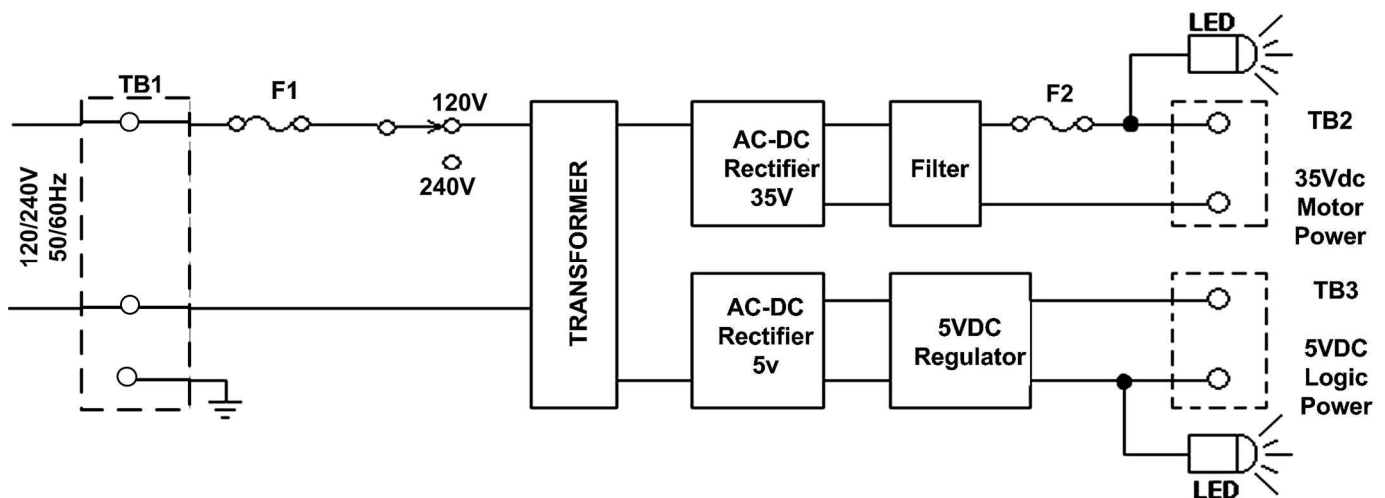 LED
TB1
F1
120V
F2
TB2
120/240V
50/60Hz
240V
TRANSFORMER
AC-DC
Rectifier
35V
Filter
35Vdc
Motor
Power
AC-DC
Rectifier
5v
5VDC
Regulator
TB3
5VDC
Logic
Power
LED